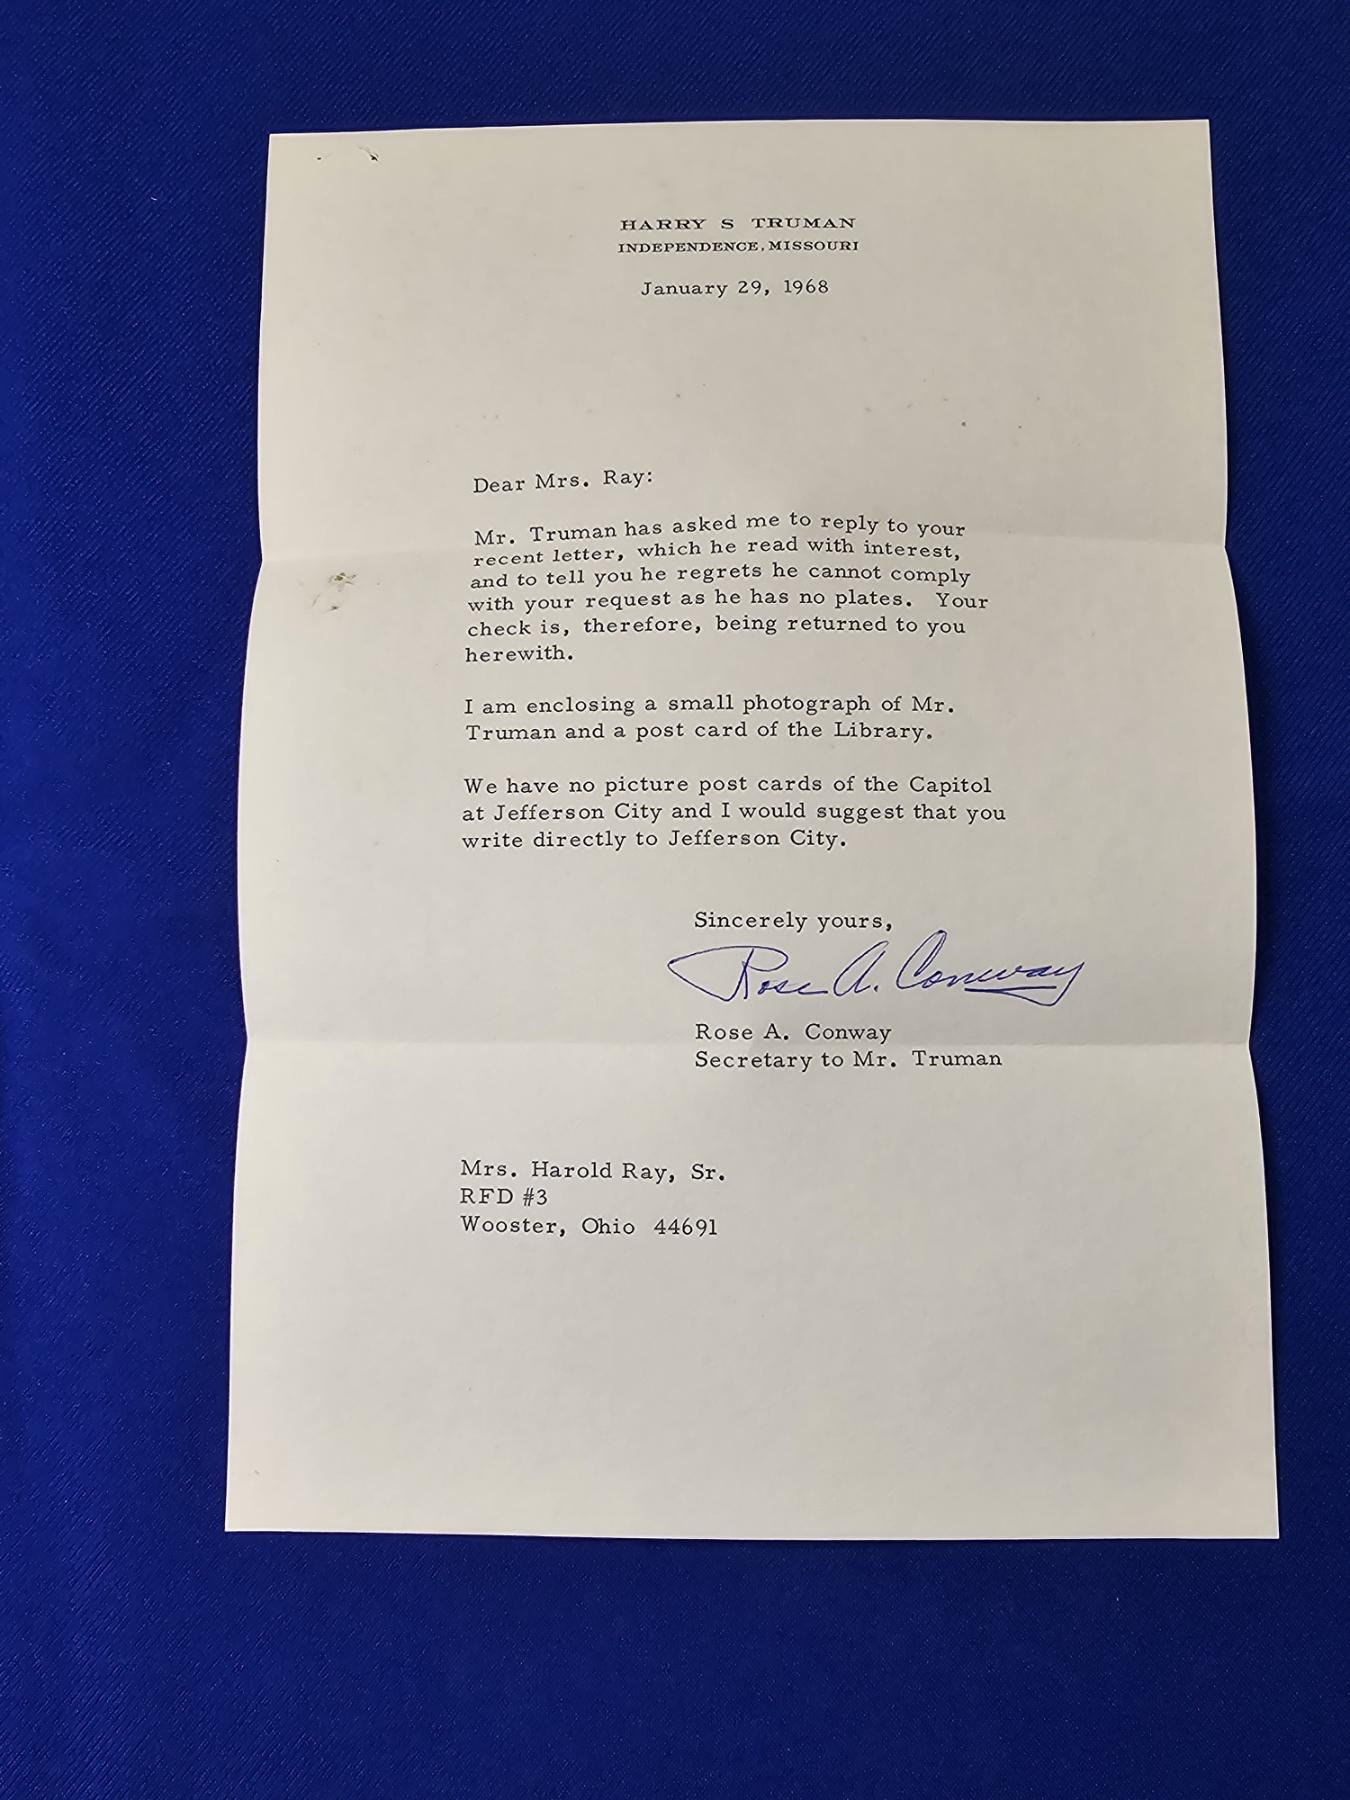 HARRY S TRUMAN
INDEPENDENCE, MISSOURI
January 29, 1968
Dear Mrs. Ray:
Mr. Truman has asked me to reply to your
recent letter, which he read with interest,
and to tell you he regrets he cannot comply
with your request as he has no plates. Your
check is, therefore, being returned to you
herewith.
I am enclosing a small photograph of Mr.
Truman and a post card of the Library.
We have no picture post cards of the Capitol
at Jefferson City and I would suggest that you
write directly to Jefferson City.
Sincerely yours,
Rose A. Conway
Rose A. Conway
Secretary to Mr. Truman
Mrs. Harold Ray, Sr.
RFD #3
Wooster, Ohio 44691